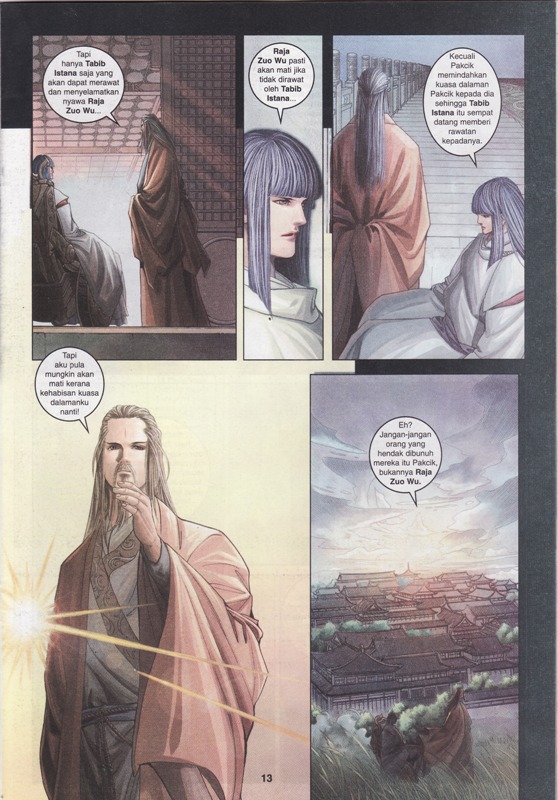 Tapi
hanya Tabib
Istana saja yang
akan dapat merawat
dan menyelamatkan
nyawa Raja
Zuo Wu...
Raja
Zuo Wu pasti
akan mati jika
tidak dirawat
oleh Tabib
Istana...
Kecuali
Pakcik
memindahkan
kuasa dalaman
Pakcik kepada dia
sehingga Tabib
Istana itu sempat
datang memberi
rawatan
kepadanya.
Tapi
aku pula
mungkin akan
mati kerana
kehabisan kuasa
dalamanku
nanti!
Eh?
Jangan-jangan
orang yang
hendak dibunuh
mereka itu Pakcik,
bukannya Raja
Zuo Wu.
13